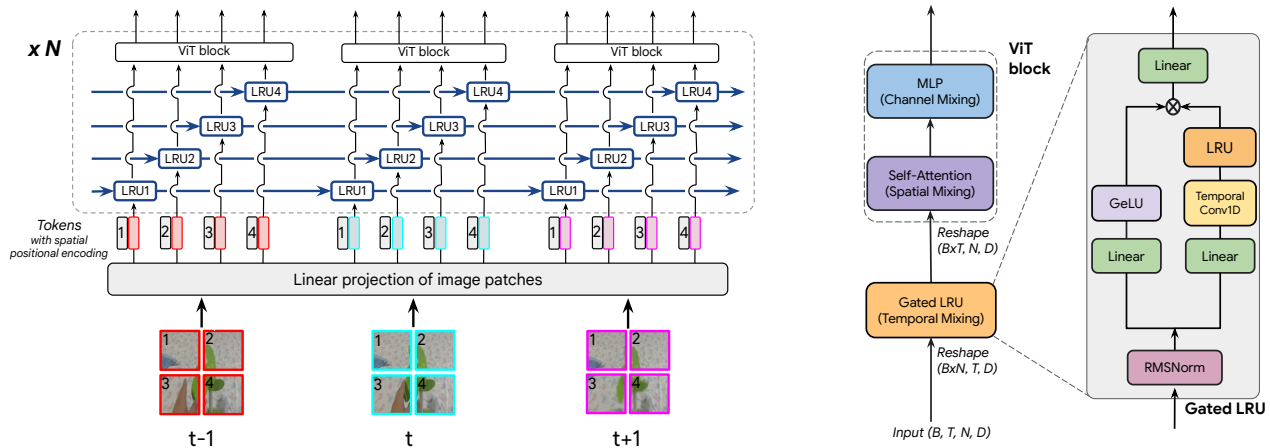 x N
ViT block
ViT block
ViT block
LRU4
LRU4
LRU4
LRU3
LRU3
LRU3
LRU2
LRU2
LRU2
LRU1
LRU1
LRU1
Tokens
with spatial
positional encoding
1 2 3 4
1 2 3 4
1 2 3 4
Linear projection of image patches
1 2
3 4
1 2
3 4
1 2
3 4
t-1
t
t+1
ViT
block
MLP
(Channel Mixing)
Self-Attention
(Spatial Mixing)
Reshape
(BxT, N, D)
Gated LRU
(Temporal Mixing)
Reshape
(BxN, T, D)
Input (B, T, N, D)
Linear
LRU
GeLU
Temporal
Conv1D
Linear
Linear
RMSNorm
Gated LRU